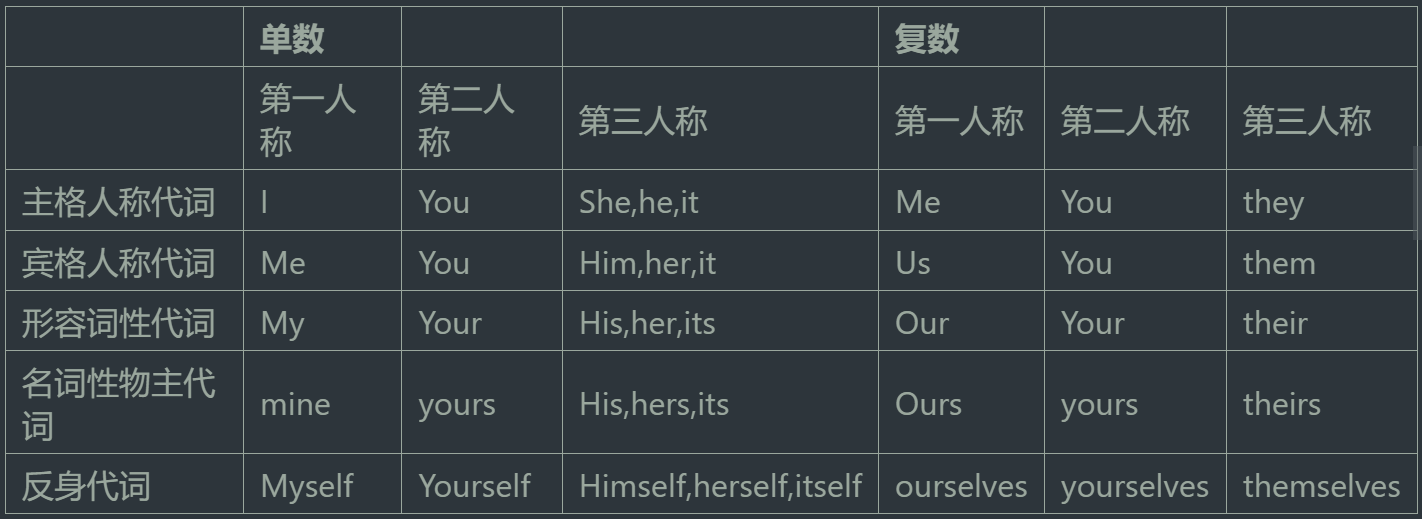 单数 复数
第一人称 第二人称 第三人称 第一人称 第二人称 第三人称
主格人称代词 I You She,he,it Me You they
宾格人称代词 Me You Him,her,it Us You them
形容词性代词 My Your His,her,its Our Your their
名词性物主代词 mine yours His,hers,its Ours yours theirs
反身代词 Myself Yourself Himself,herself,itself ourselves yourselves themselves